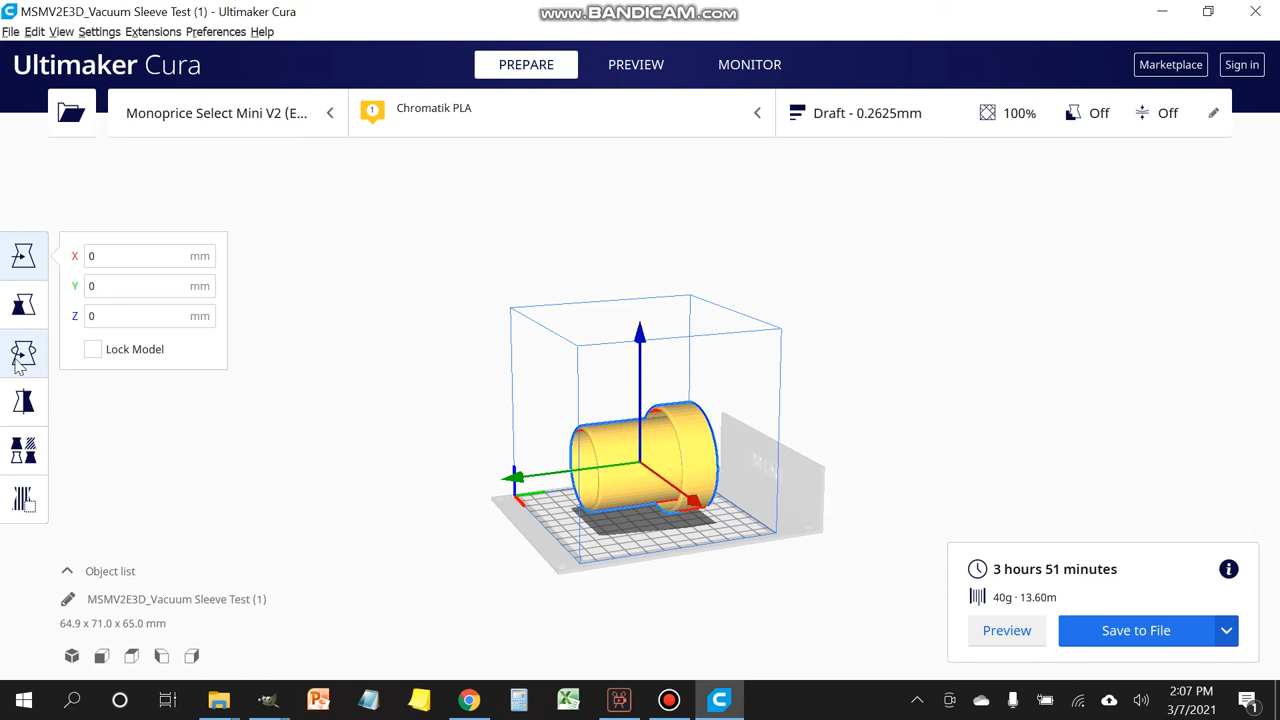 MSMV2E3D_Vacuum Sleeve Test (1) - Ultimaker Cura
www.BANDICAM.com
File Edit View Settings Extensions Preferences Help
Ultimaker Cura
PREPARE
PREVIEW
MONITOR
Marketplace
Sign in
Monoprice Select Mini V2 (E...
1
Chromatik PLA
Draft - 0.2625mm
100%
Off
Off
X 0 mm
Y 0 mm
Z 0 mm
Lock Model
MINI
Object list
MSMV2E3D_Vacuum Sleeve Test (1)
64.9 x 71.0 x 65.0 mm
3 hours 51 minutes
40g · 13.60m
Preview
Save to File
2:07 PM
3/7/2021
1